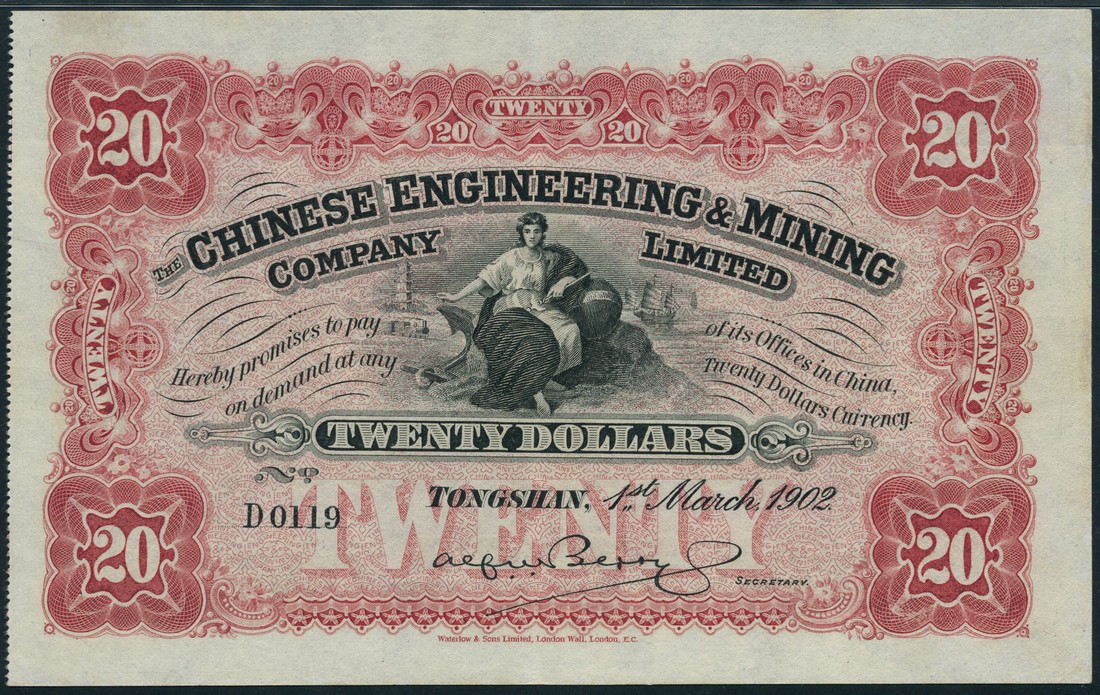 20 TWENTY 20
20 20
THE CHINESE ENGINEERING & MINING
COMPANY LIMITED
Hereby promises to pay of its Offices in China,
on demand at any Twenty Dollars Currency.
TWENTY TWENTY
TWENTY DOLLARS
No
D0119
TWENTY
TONGSHAN, 1st March, 1902.
Alfred Berry
SECRETARY.
20 20
Waterlow & Sons Limited, London Wall, London, E.C.